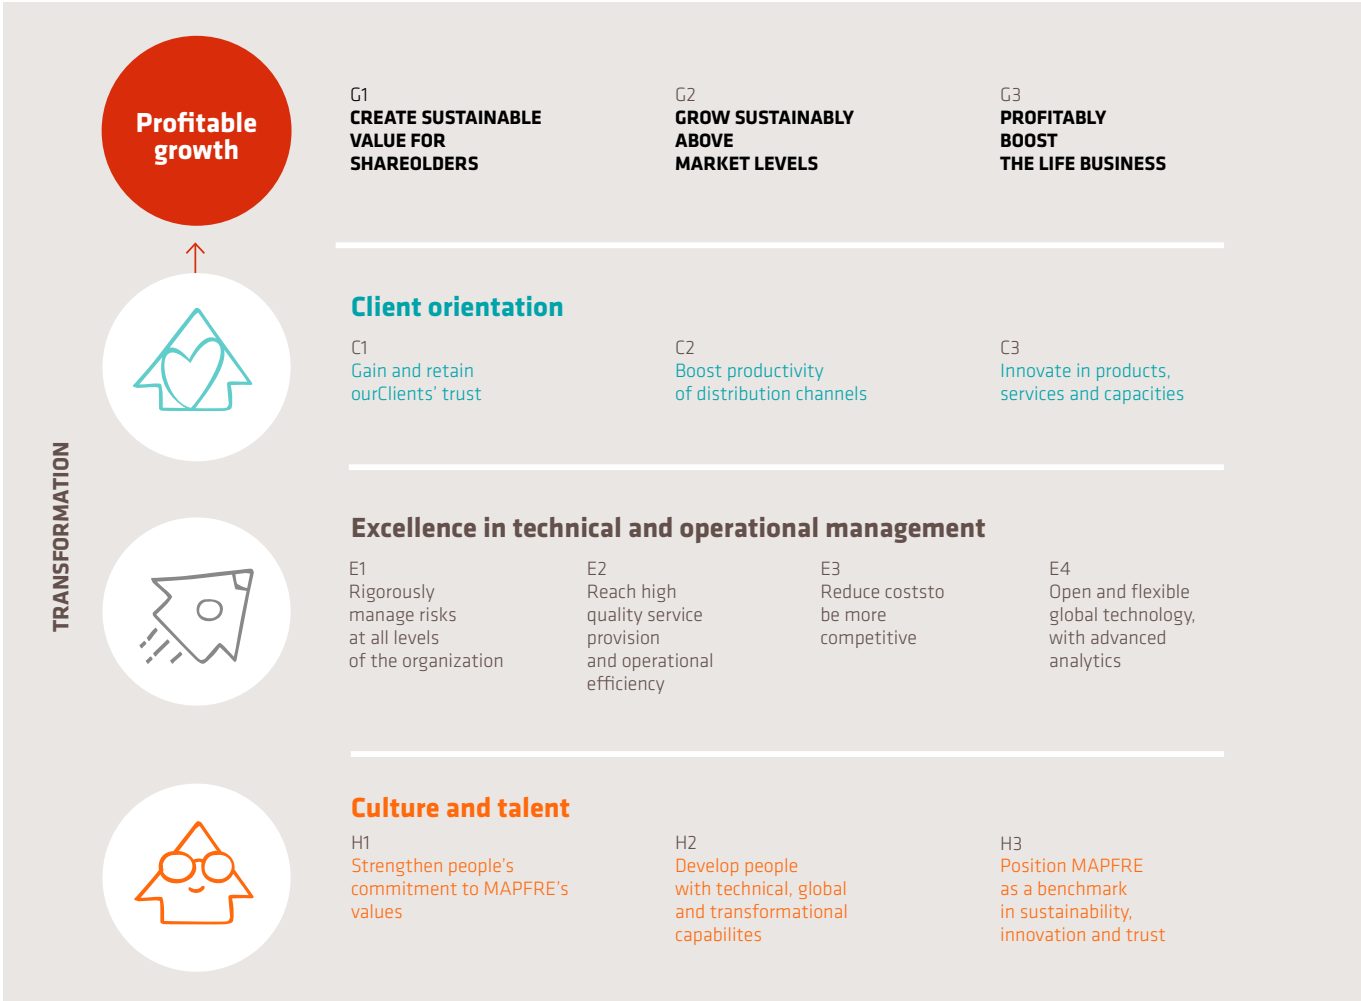 TRANSFORMATION
Profitable
growth
G1
CREATE SUSTAINABLE
VALUE FOR
SHAREOLDERS
G2
GROW SUSTAINABLY
ABOVE
MARKET LEVELS
G3
PROFITABLY
BOOST
THE LIFE BUSINESS
Client orientation
C1
Gain and retain
ourClients' trust
C2
Boost productivity
of distribution channels
C3
Innovate in products,
services and capacities
Excellence in technical and operational management
E1
Rigorously
manage risks
at all levels
of the organization
E2
Reach high
quality service
provision
and operational
efficiency
E3
Reduce coststo
be more
competitive
E4
Open and flexible
global technology,
with advanced
analytics
Culture and talent
H1
Strengthen people's
commitment to MAPFRE's
values
H2
Develop people
with technical, global
and transformational
capabilites
H3
Position MAPFRE
as a benchmark
in sustainability,
innovation and trust